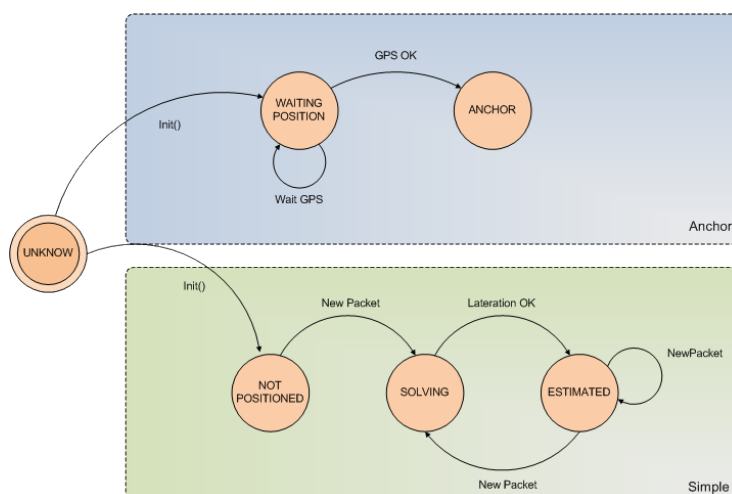 GPS OK
WAITING
POSITION
ANCHOR
Init()
Wait GPS
Anchor
UNKNOW
Init()
New Packet
Lateration OK
NewPacket
NOT
POSITIONED
SOLVING
ESTIMATED
New Packet
Simple